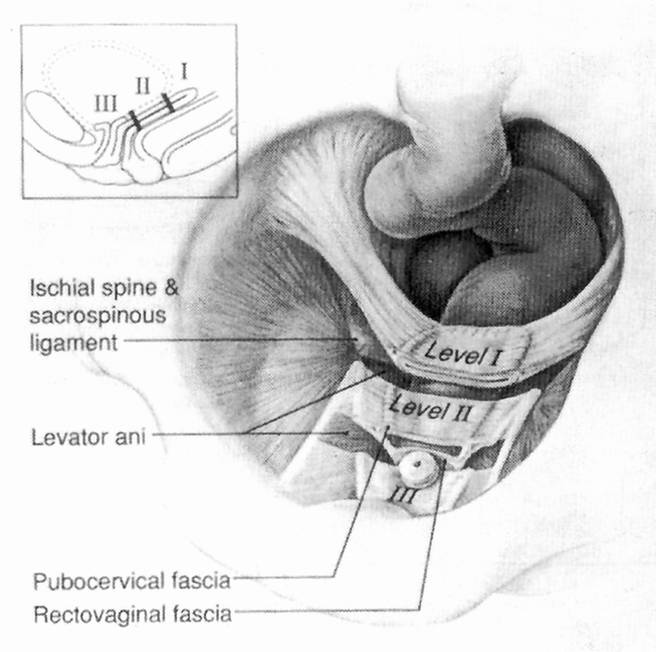 I
II
III
Ischial spine &
sacrospinous
ligament
Level I
Level II
Levator ani
III
Pubocervical fascia
Rectovaginal fascia